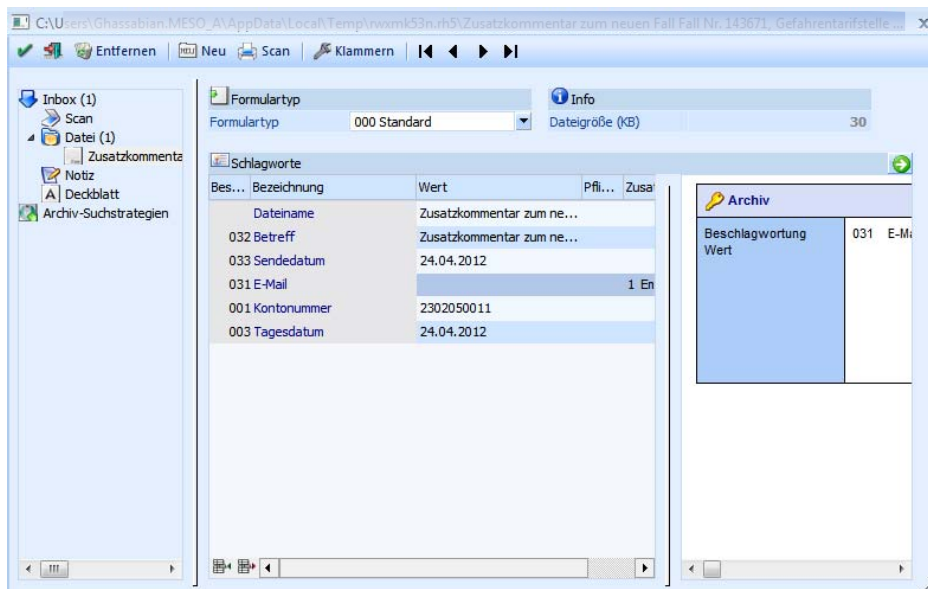 C:\Users\Ghassabian.MESO_A\AppData\Local\Temp\rwxmk53n.rh5\Zusatzkommentar zum neuen Fall Fall Nr. 143671, Gefahrentarifstelle ...
Entfernen Neu Scan Klammern
Inbox (1)
Scan
Datei (1)
Zusatzkommenta
Notiz
Deckblatt
Archiv-Suchstrategien
Formulartyp
Formulartyp 000 Standard
Info
Dateigröße (KB) 30
Schlagworte
Bes... Bezeichnung Wert Pfli... Zusa
Dateiname Zusatzkommentar zum ne...
032 Betreff Zusatzkommentar zum ne...
033 Sendedatum 24.04.2012
031 E-Mail 1 En
001 Kontonummer 2302050011
003 Tagesdatum 24.04.2012
Archiv
Beschlagwortung 031 E-Ma
Wert